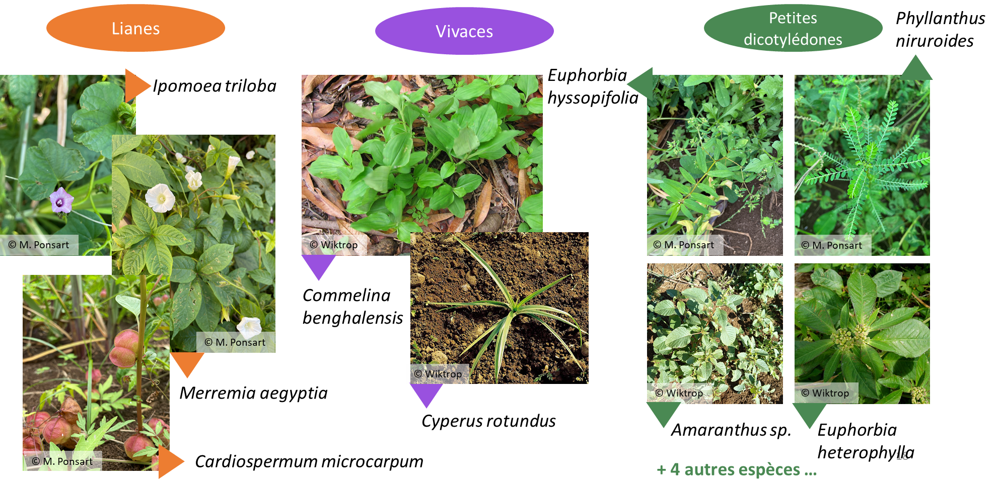 Lianes
Ipomoea triloba
© M. Ponsart
© M. Ponsart
Merremia aegyptia
© M. Ponsart
Cardiospermum microcarpum
Vivaces
© Wiktrop
Commelina
benghalensis
© Wiktrop
Cyperus rotundus
Petites
dicotylédones
Phyllanthus
niruroides
Euphorbia
hyssopifolia
© M. Ponsart
© M. Ponsart
© Wiktrop
© Wiktrop
Amaranthus sp.
Euphorbia
heterophylla
18
+ 4 autres espèces ...